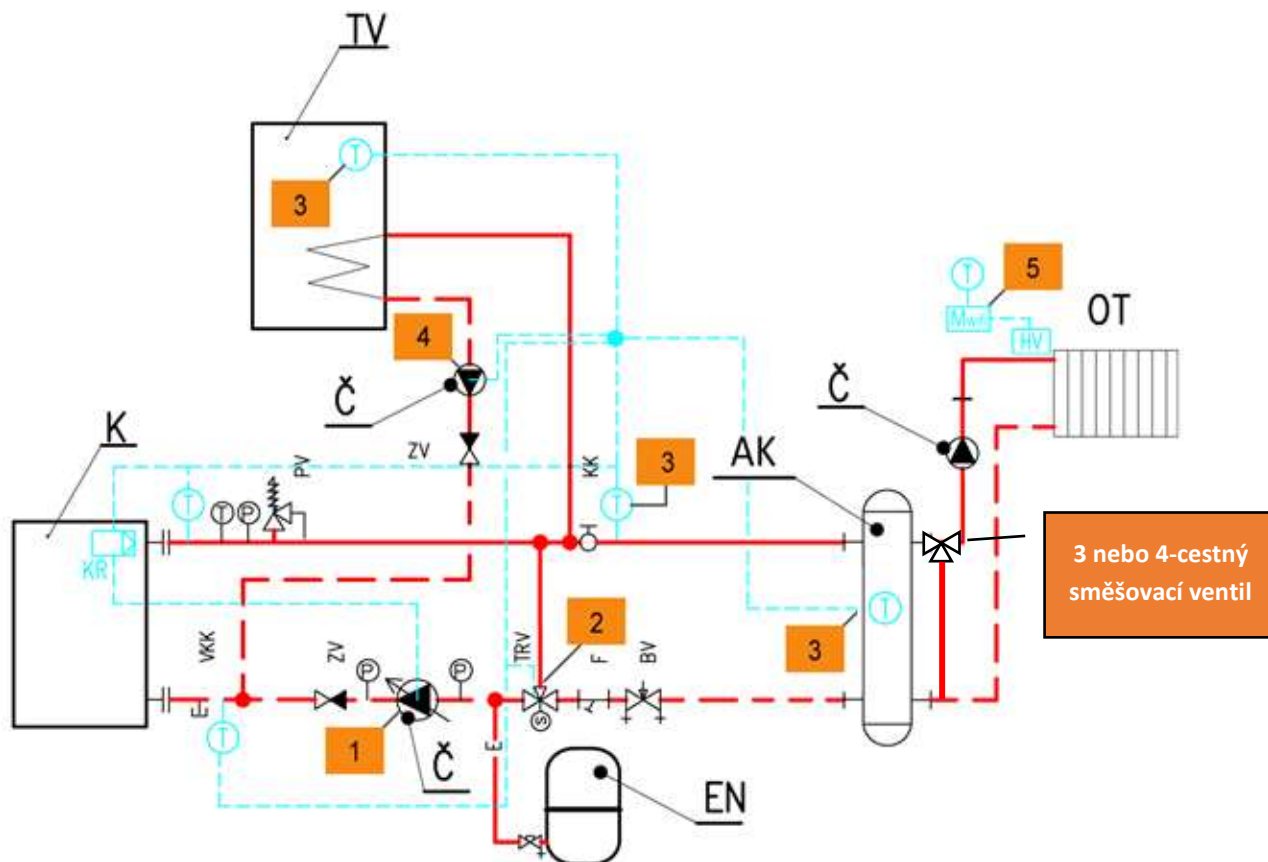 TV
T
3
5
T
Mwifi
HV
OT
4
Č
Č
K
PV
ZV
KK
3
AK
T
T
P
T
KR
3 nebo 4-cestný
směšovací ventil
2
T
3
VKK
ZV
P
P
TRV
F
BV
E
S
T
1
Č
E
EN